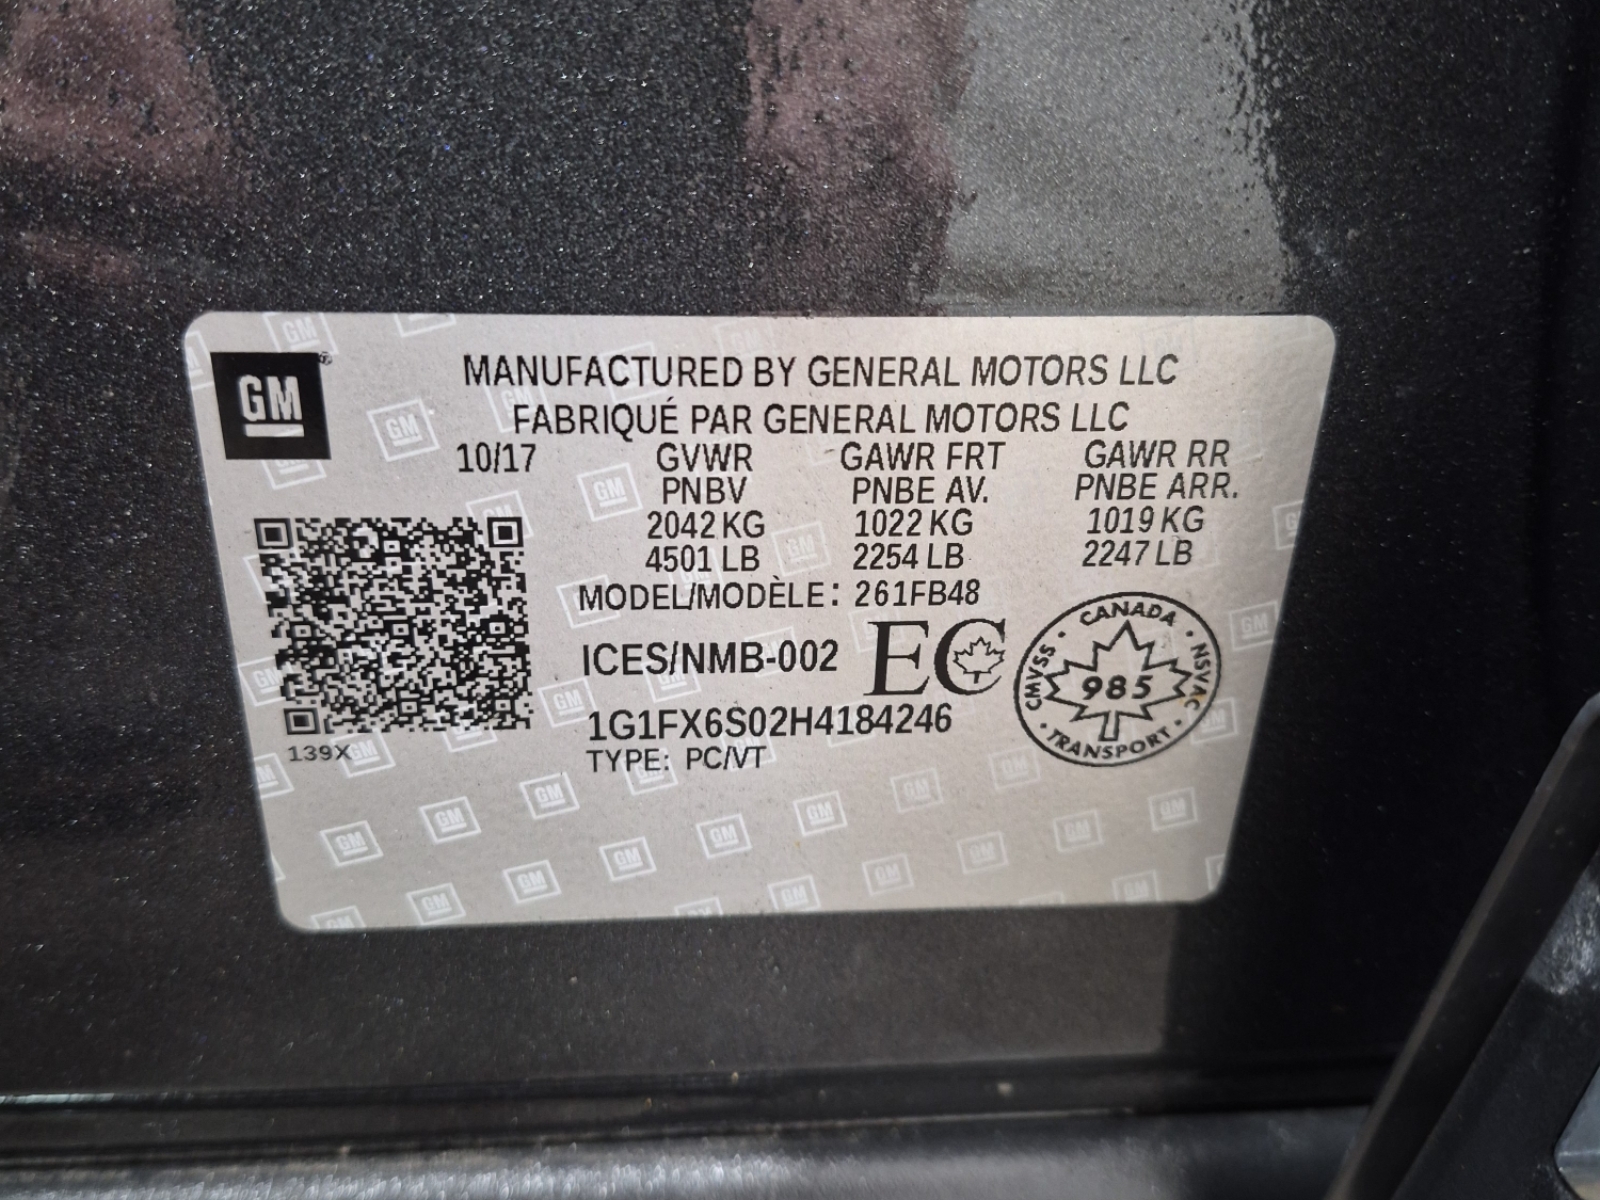 GM
MANUFACTURED BY GENERAL MOTORS LLC
FABRIQUÉ PAR GENERAL MOTORS LLC
10/17 GVWR GAWR FRT GAWR RR
PNBV PNBE AV. PNBE ARR.
2042 KG 1022 KG 1019 KG
4501 LB 2254 LB 2247 LB
MODEL/MODÈLE: 261FB48
ICES/NMB-002 EC
CANADA
CMVSS 985 NSVAC
TRANSPORT
1G1FX6S02H4184246
139X
TYPE: PC/VT